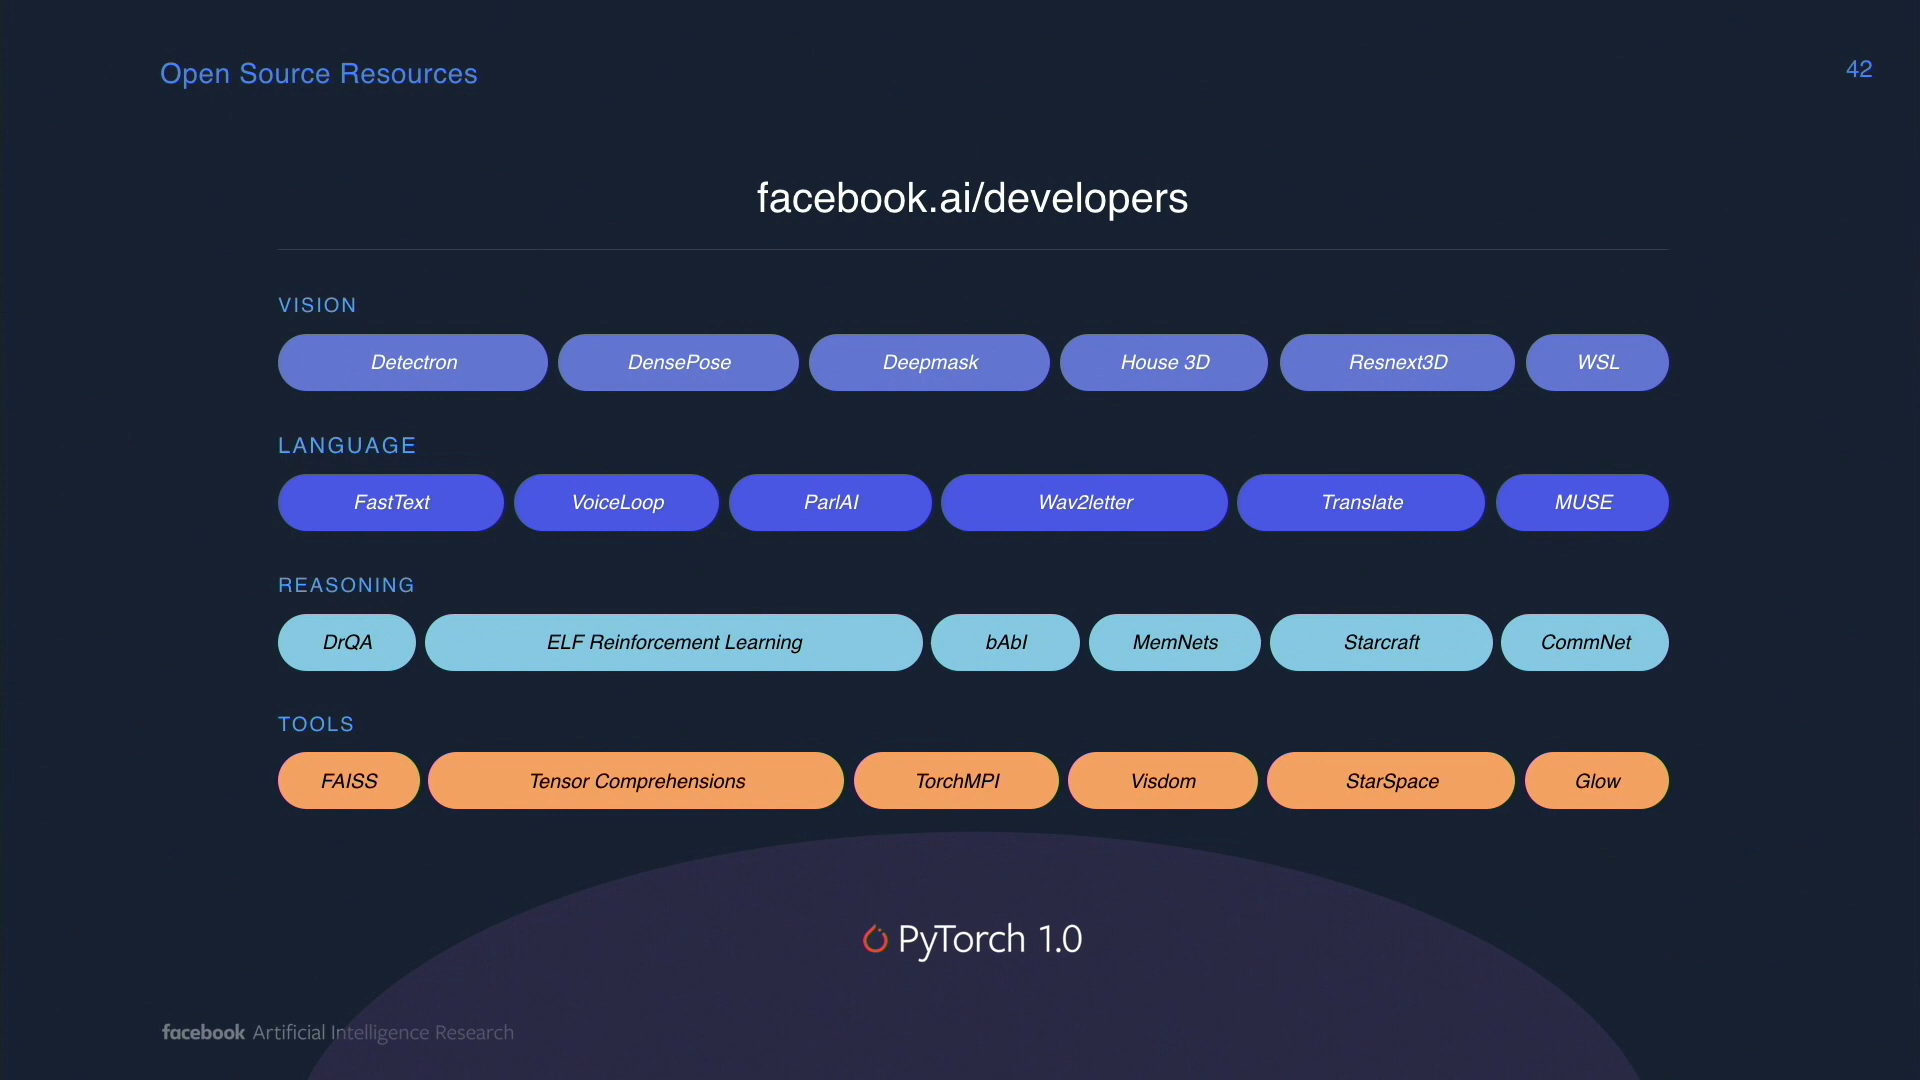 Open Source Resources
42
facebook.ai/developers
VISION
Detectron DensePose Deepmask House 3D Resnext3D WSL
LANGUAGE
FastText VoiceLoop ParlAI Wav2letter Translate MUSE
REASONING
DrQA ELF Reinforcement Learning bAbI MemNets Starcraft CommNet
TOOLS
FAISS Tensor Comprehensions TorchMPI Visdom StarSpace Glow
PyTorch 1.0
facebook Artificial Intelligence Research